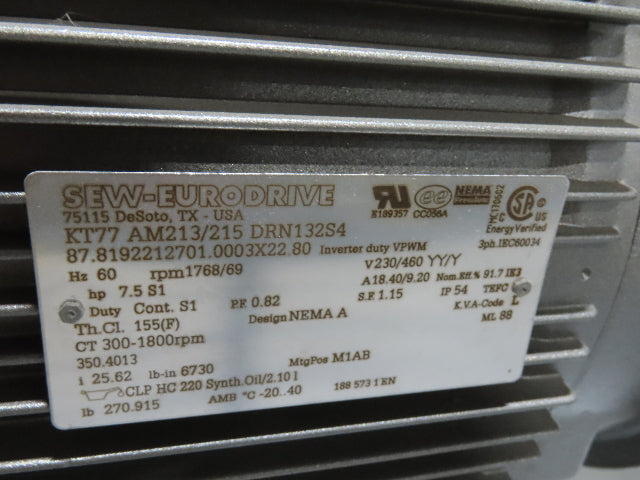 SEW-EURODRIVE
75115 DeSoto, TX - USA
E189357 CC056A
NEMA Premium
MC170602
EnergyVerified
3ph.IEC60034
KT77 AM213/215 DRN132S4
87.8192212701.0003X22.80 Inverter duty VPWM
Hz 60 rpm 1768/69 V 230/460 YY/Y
hp 7.5 S1 A 18.40/9.20 Nom.Eff.% 91.7 IE3
Duty Cont. S1 P.F. 0.82 S.F. 1.15 IP 54 TEFC
Th.Cl. 155(F) Design NEMA A K.V.A-Code L
CT 300-1800rpm ML 88
350.4013
i 25.62 lb-in 6730 MtgPos M1AB
CLP HC 220 Synth.Oil/2.10 l
lb 270.915 AMB °C -20..40 188 573 1 EN